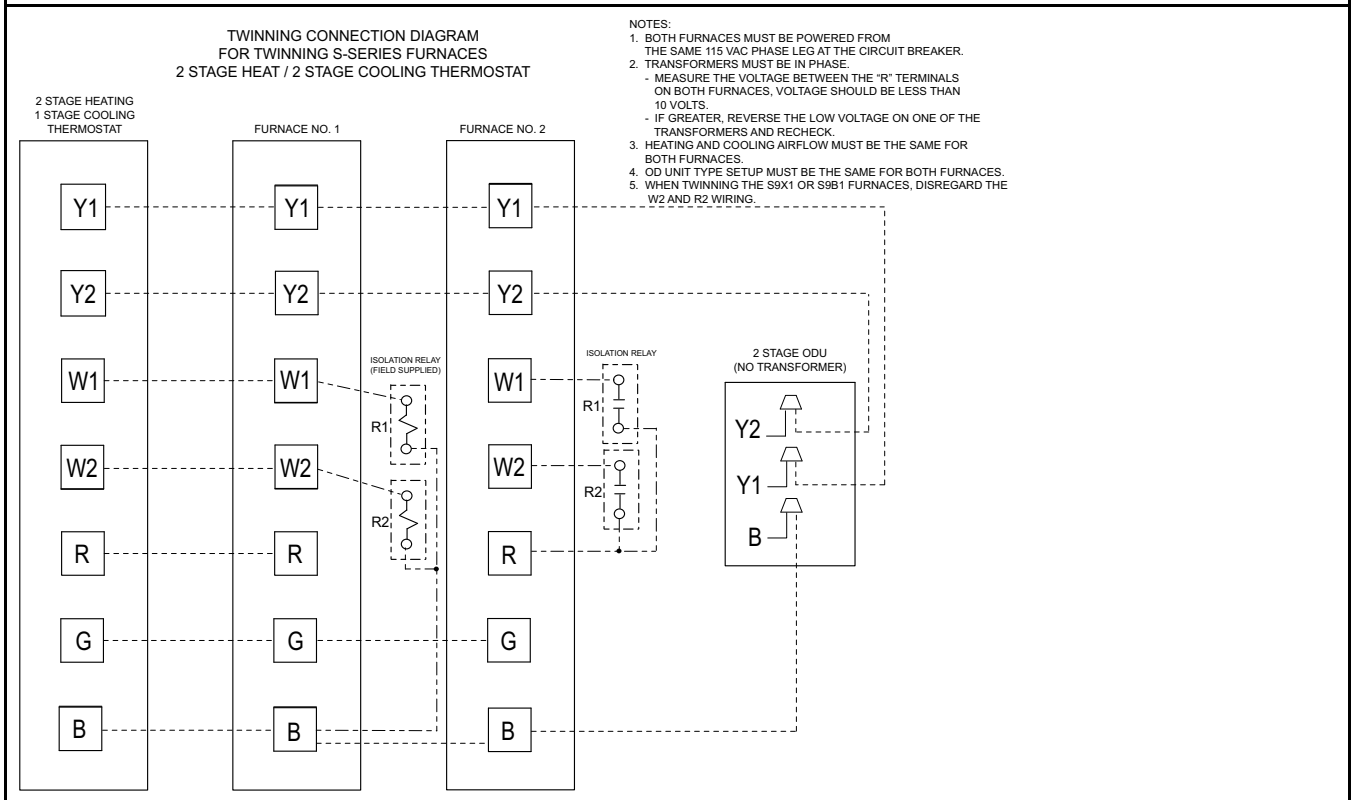 TWINNING CONNECTION DIAGRAM
FOR TWINNING S-SERIES FURNACES
2 STAGE HEAT / 2 STAGE COOLING THERMOSTAT
NOTES:
1. BOTH FURNACES MUST BE POWERED FROM
THE SAME 115 VAC PHASE LEG AT THE CIRCUIT BREAKER.
2. TRANSFORMERS MUST BE IN PHASE.
- MEASURE THE VOLTAGE BETWEEN THE “R” TERMINALS
ON BOTH FURNACES, VOLTAGE SHOULD BE LESS THAN
10 VOLTS.
- IF GREATER, REVERSE THE LOW VOLTAGE ON ONE OF THE
TRANSFORMERS AND RECHECK.
3. HEATING AND COOLING AIRFLOW MUST BE THE SAME FOR
BOTH FURNACES.
4. OD UNIT TYPE SETUP MUST BE THE SAME FOR BOTH FURNACES.
5. WHEN TWINNING THE S9X1 OR S9B1 FURNACES, DISREGARD THE
W2 AND R2 WIRING.
2 STAGE HEATING
1 STAGE COOLING
THERMOSTAT
Y1
Y2
W1
W2
R
G
B
FURNACE NO. 1
Y1
Y2
W1
W2
R
G
B
ISOLATION RELAY
(FIELD SUPPLIED)
R1
R2
FURNACE NO. 2
Y1
Y2
W1
W2
R
G
B
ISOLATION RELAY
R1
R2
2 STAGE ODU
(NO TRANSFORMER)
Y2
Y1
B